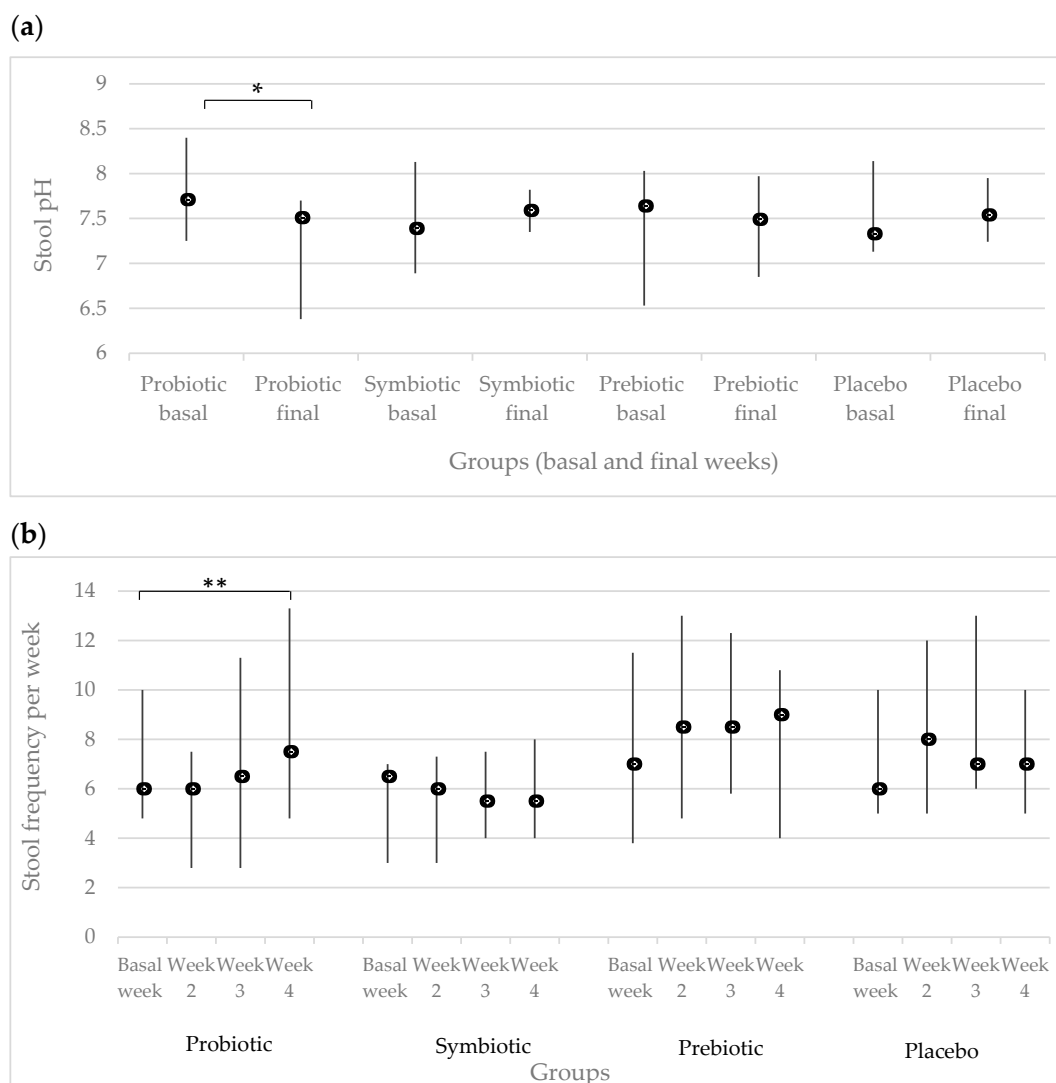 (a)
9
*
8.5
8
7.5
7
6.5
6
Stool pH
Probiotic basal
Probiotic final
Symbiotic basal
Symbiotic final
Prebiotic basal
Prebiotic final
Placebo basal
Placebo final
Groups (basal and final weeks)
(b)
**
14
12
10
8
6
4
2
0
Stool frequency per week
Basal Week Week Week
week 2 3 4
Basal Week Week Week
week 2 3 4
Basal Week Week Week
week 2 3 4
Basal Week Week Week
week 2 3 4
Probiotic
Symbiotic
Prebiotic
Placebo
Groups